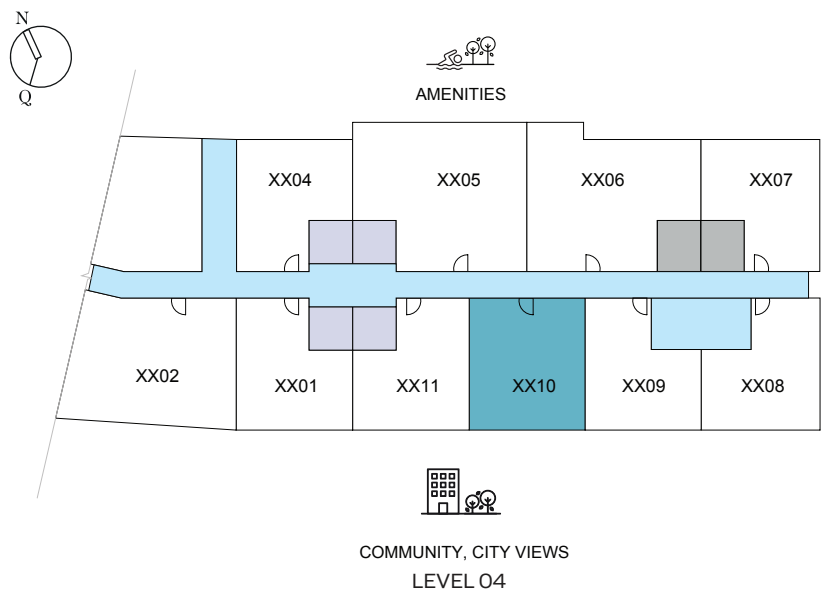 N
Q
AMENITIES
XX04
XX05
XX06
XX07
XX02
XX01
XX11
XX10
XX09
XX08
COMMUNITY, CITY VIEWS
LEVEL 04